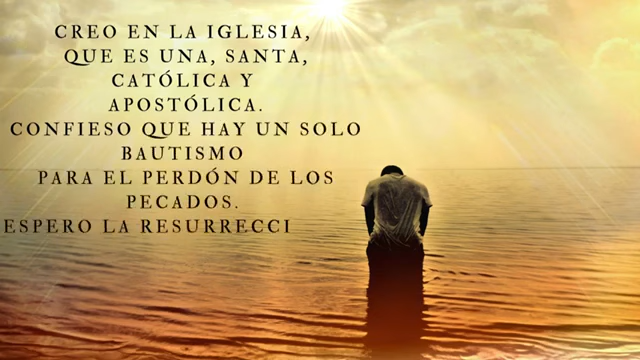 CREO EN LA IGLESIA,
QUE ES UNA, SANTA,
CATÓLICA Y
APOSTÓLICA.
CONFIESO QUE HAY UN SOLO
BAUTISMO
PARA EL PERDÓN DE LOS
PECADOS.
ESPERO LA RESURRECCI